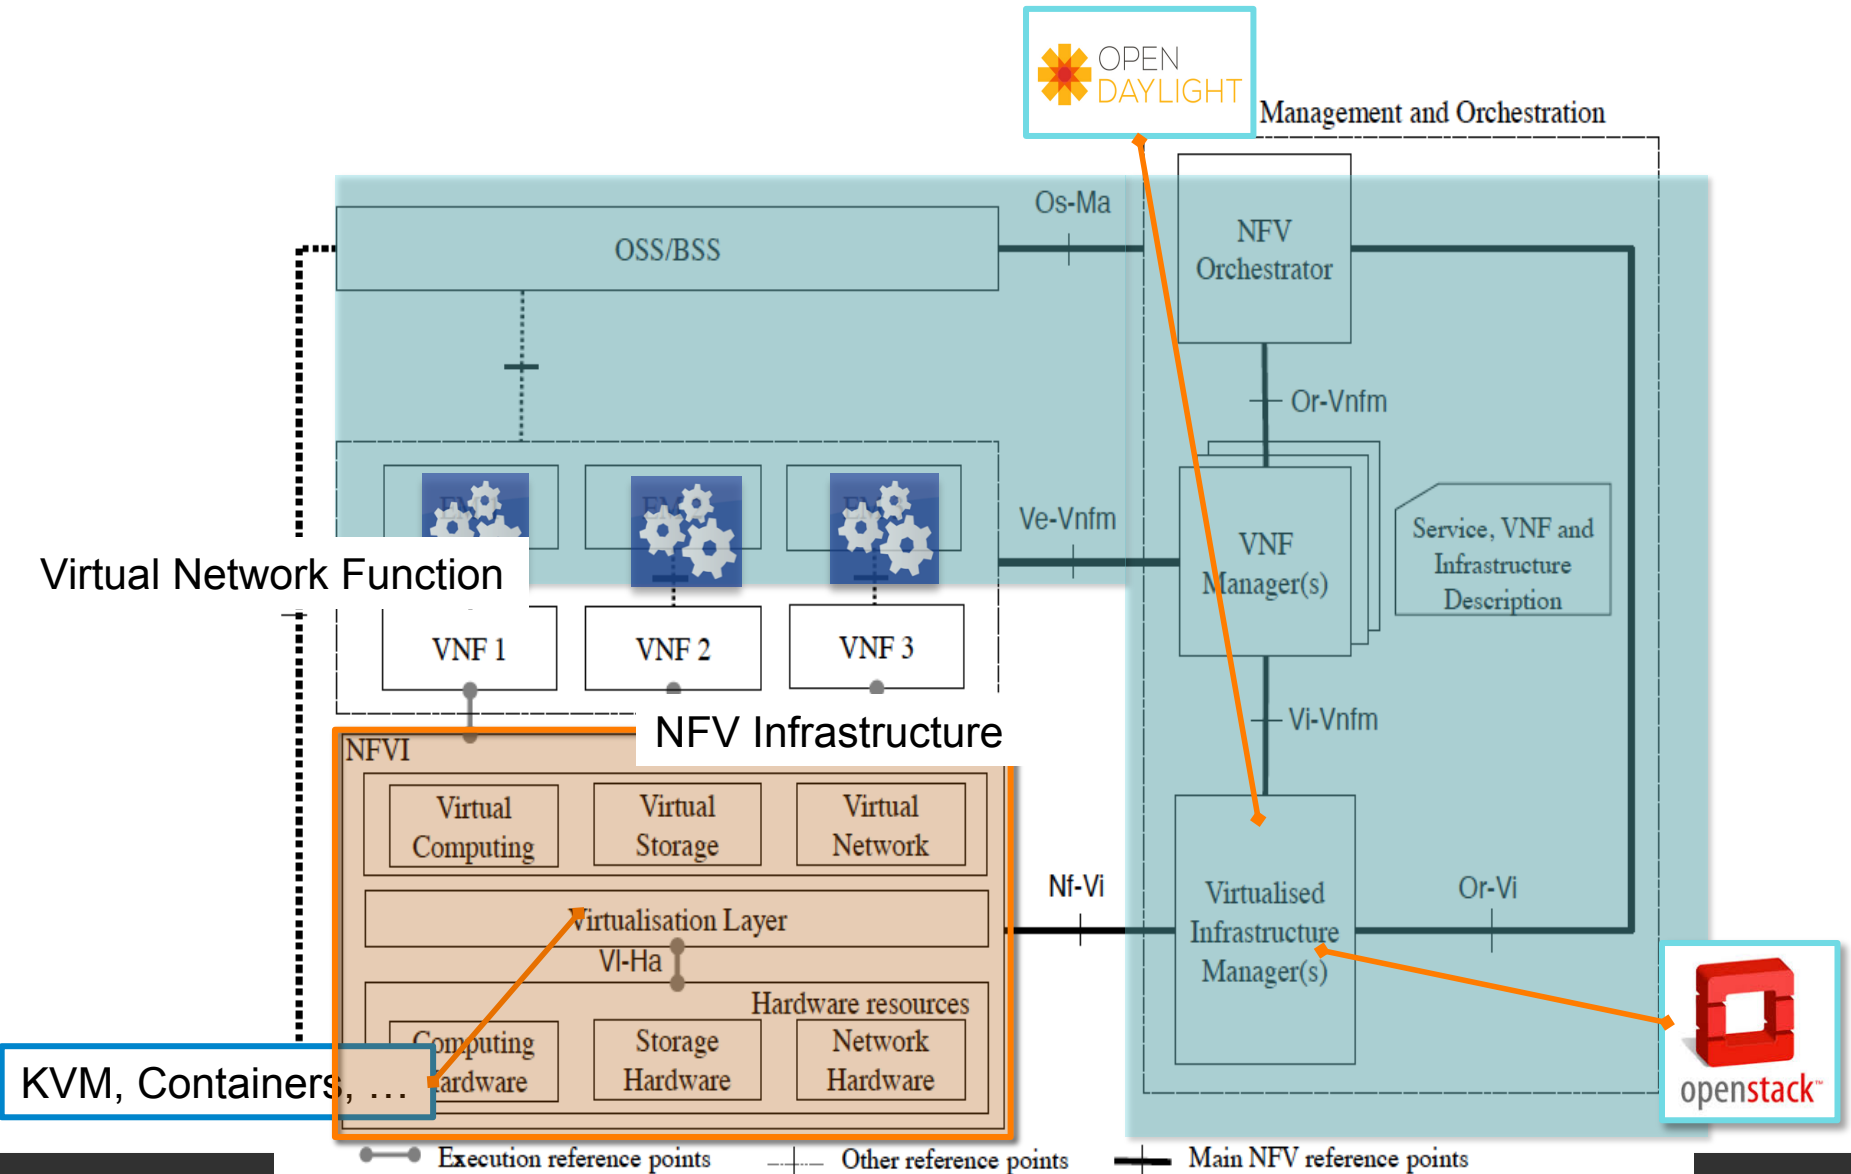 OPEN
DAYLIGHT
Management and Orchestration
Os-Ma
OSS/BSS
NFV
Orchestrator
Or-Vnfm
EM
Ve-Vnfm
VNF
Manager(s)
Service, VNF and
Infrastructure
Description
Virtual Network Function
VNF 1
VNF 2
VNF 3
NFV Infrastructure
Vi-Vnfm
NFVI
Virtual
Computing
Virtual
Storage
Virtual
Network
Nf-Vi
Virtualised
Infrastructure
Manager(s)
Or-Vi
Virtualisation Layer
VI-Ha
Hardware resources
Computing
Hardware
Storage
Hardware
Network
Hardware
KVM, Containers, …
openstack™
Execution reference points
Other reference points
Main NFV reference points